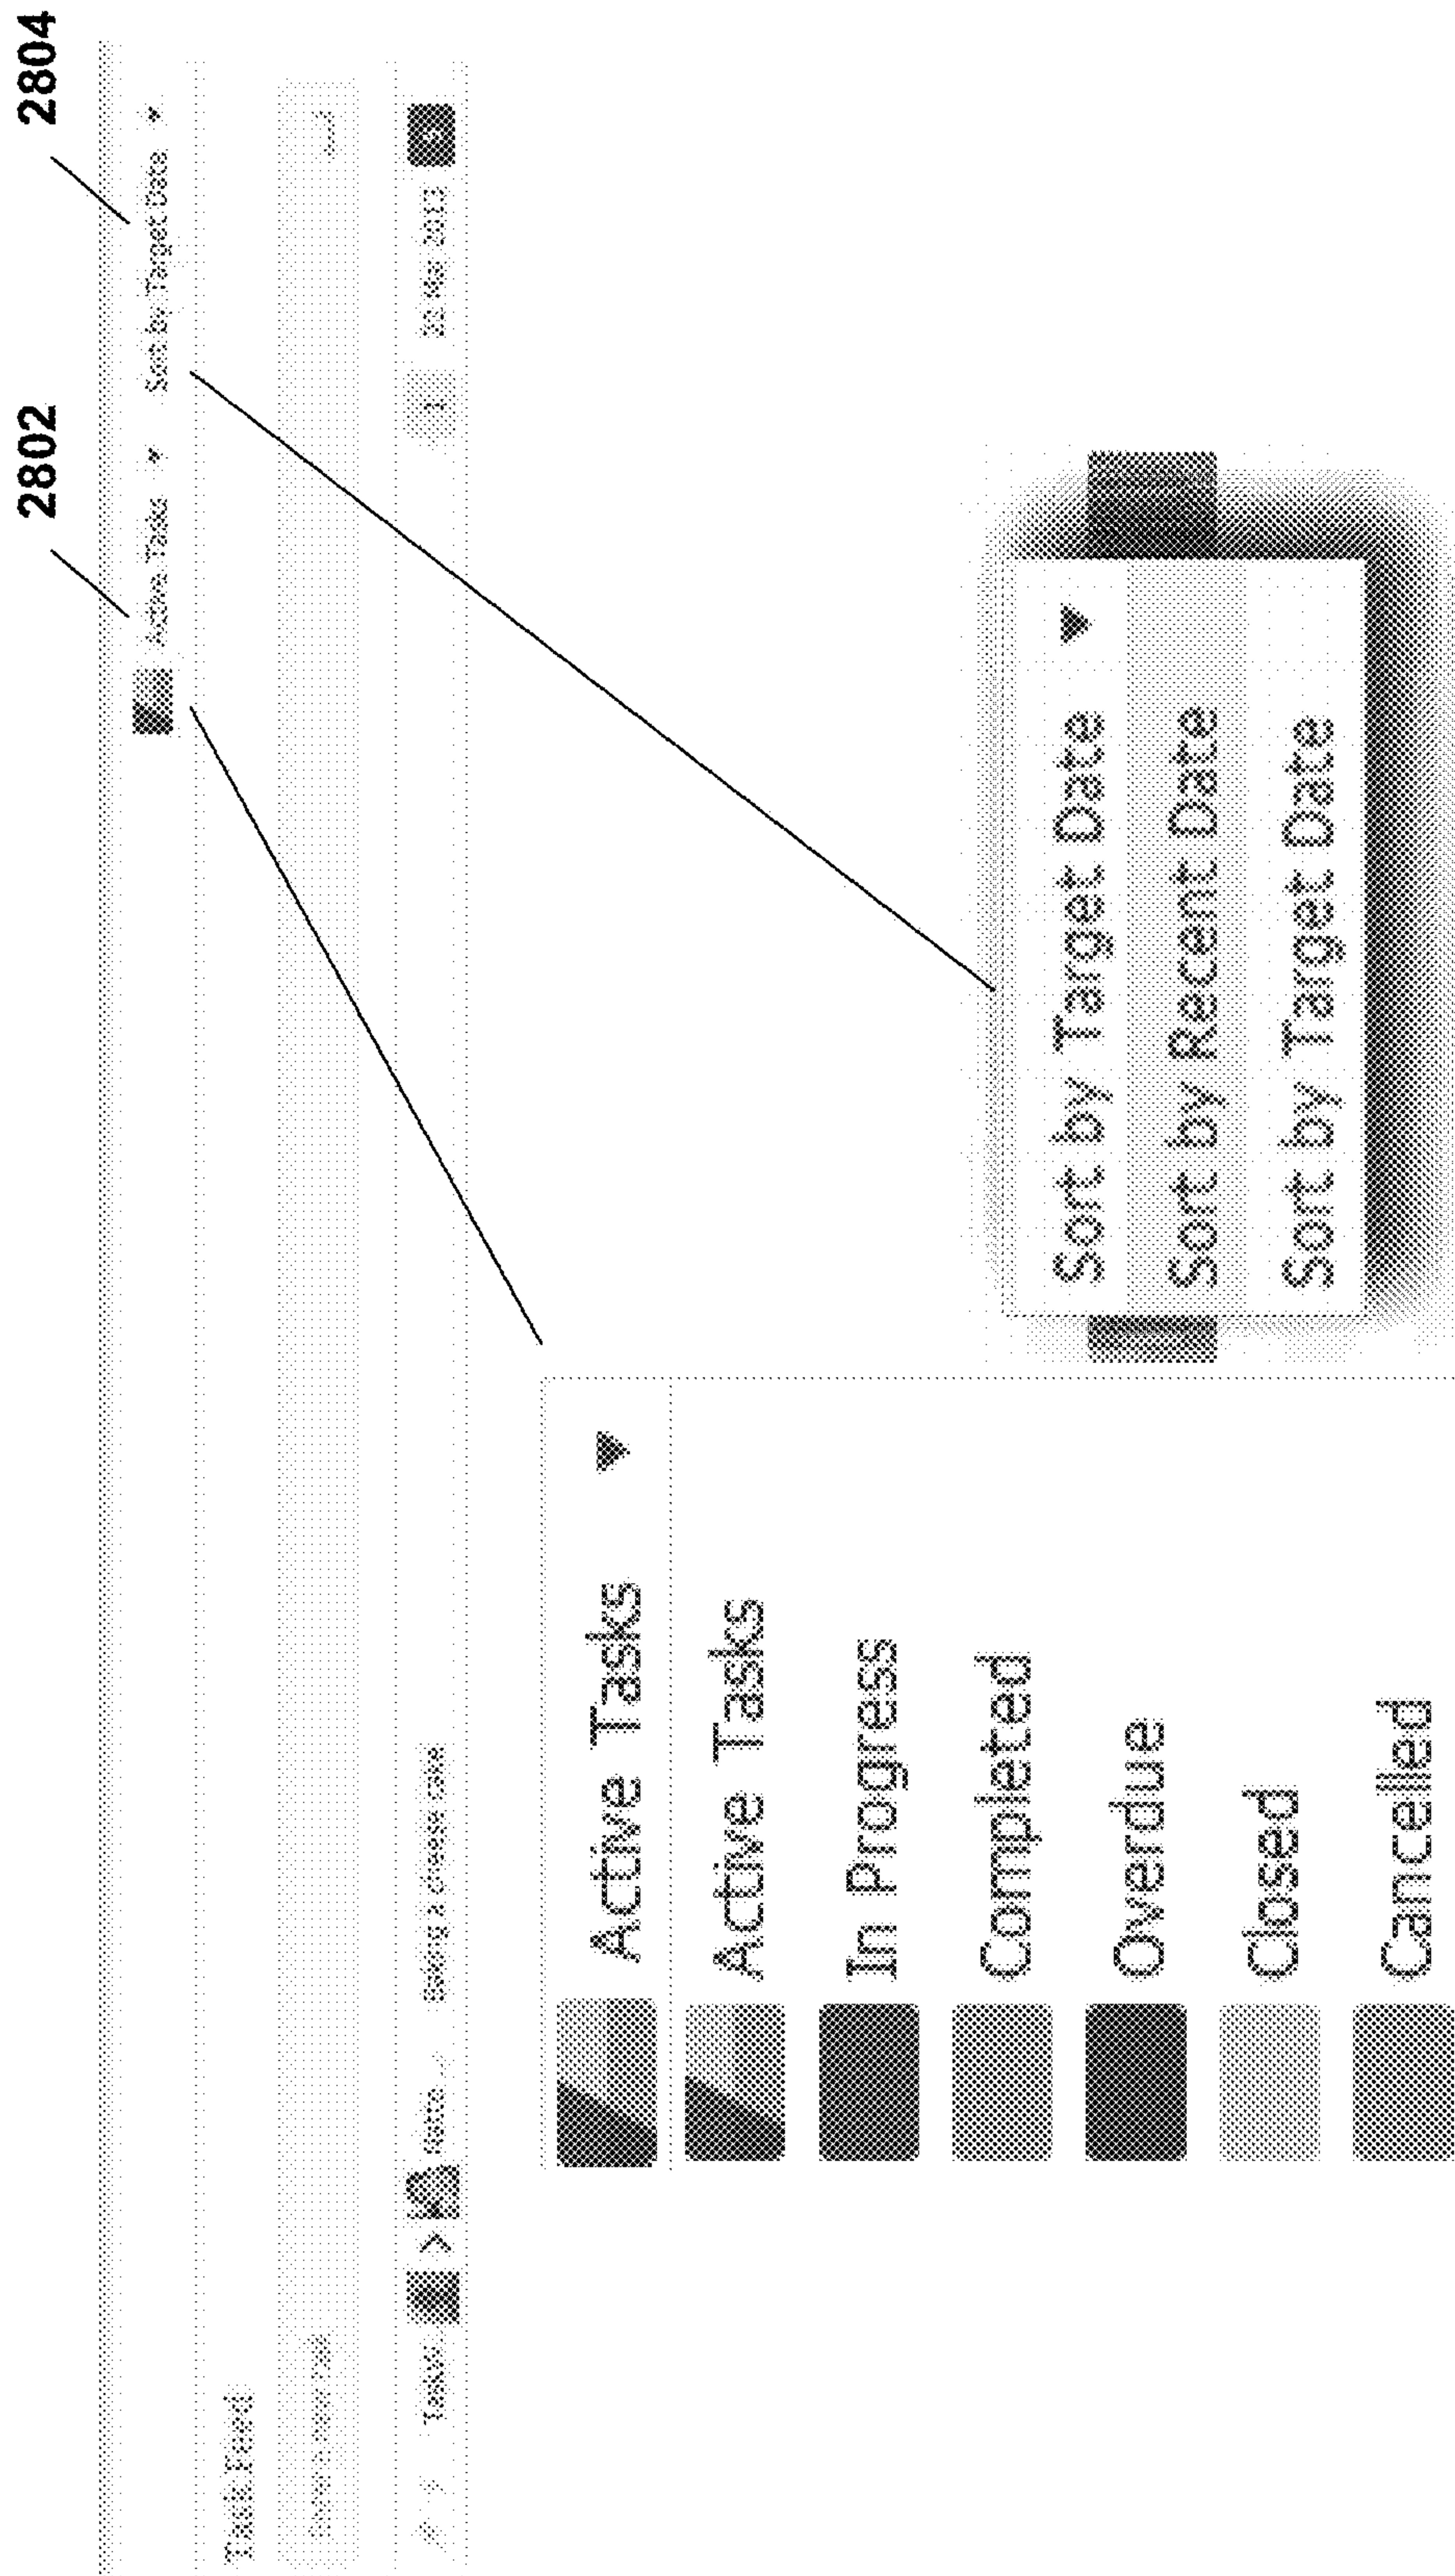 2802
2804
Active Tasks
Sort by Target Date
Task Feed
Active Tasks
Active Tasks
In Progress
Completed
Overdue
Closed
Cancelled
Sort by Target Date
Sort by Recent Date
Sort by Target Date